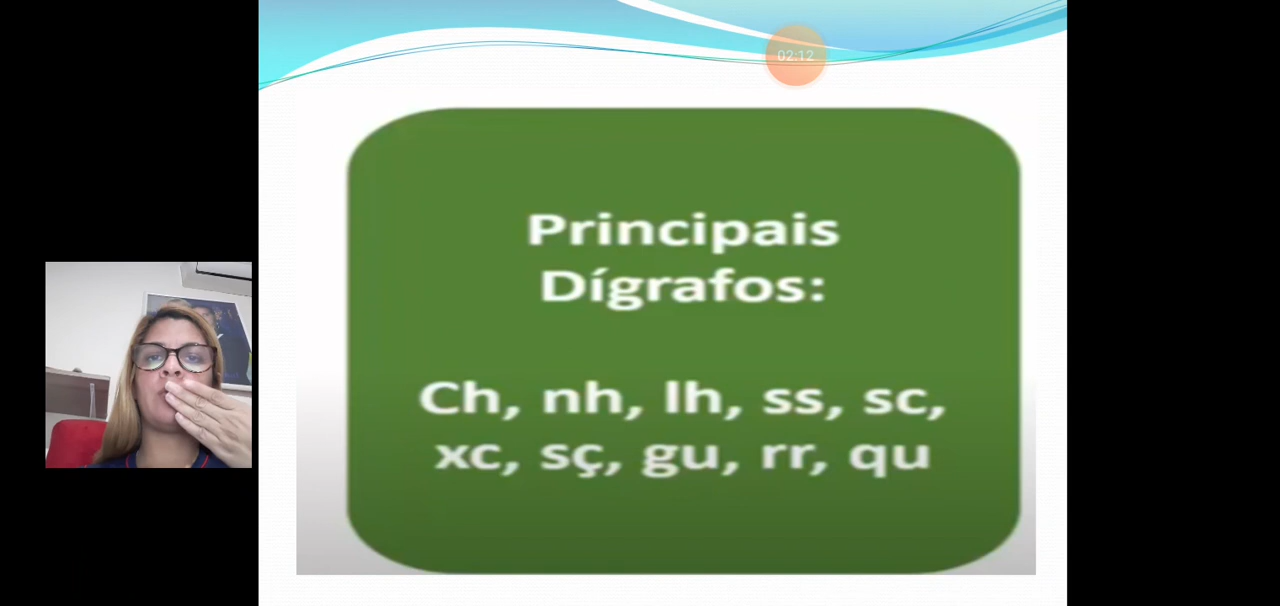 02:12
Principais
Dígrafos:
Ch, nh, lh, ss, sc,
xc, sç, gu, rr, qu